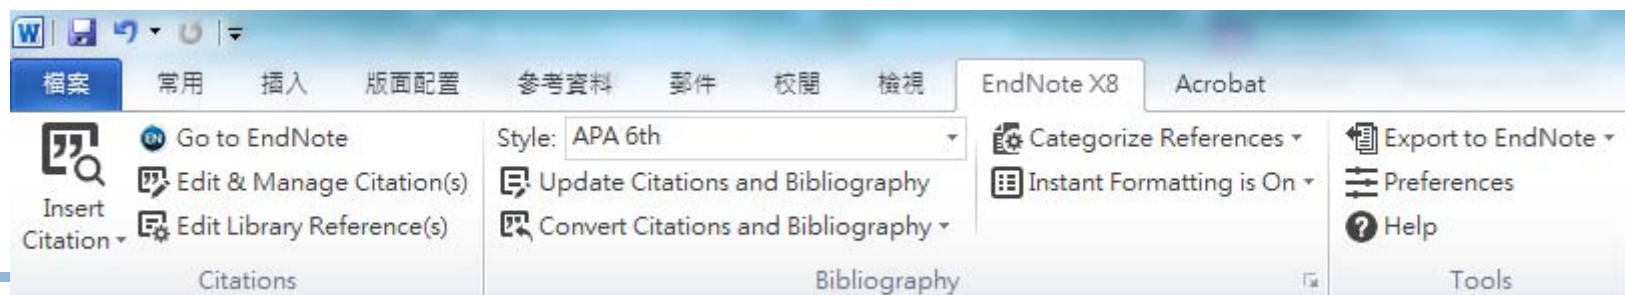 檔案 常用 插入 版面配置 參考資料 郵件 校閱 檢視 EndNote X8 Acrobat
Insert Citation
Go to EndNote
Edit & Manage Citation(s)
Edit Library Reference(s)
Citations
Style: APA 6th
Update Citations and Bibliography
Convert Citations and Bibliography
Categorize References
Instant Formatting is On
Bibliography
Export to EndNote
Preferences
Help
Tools